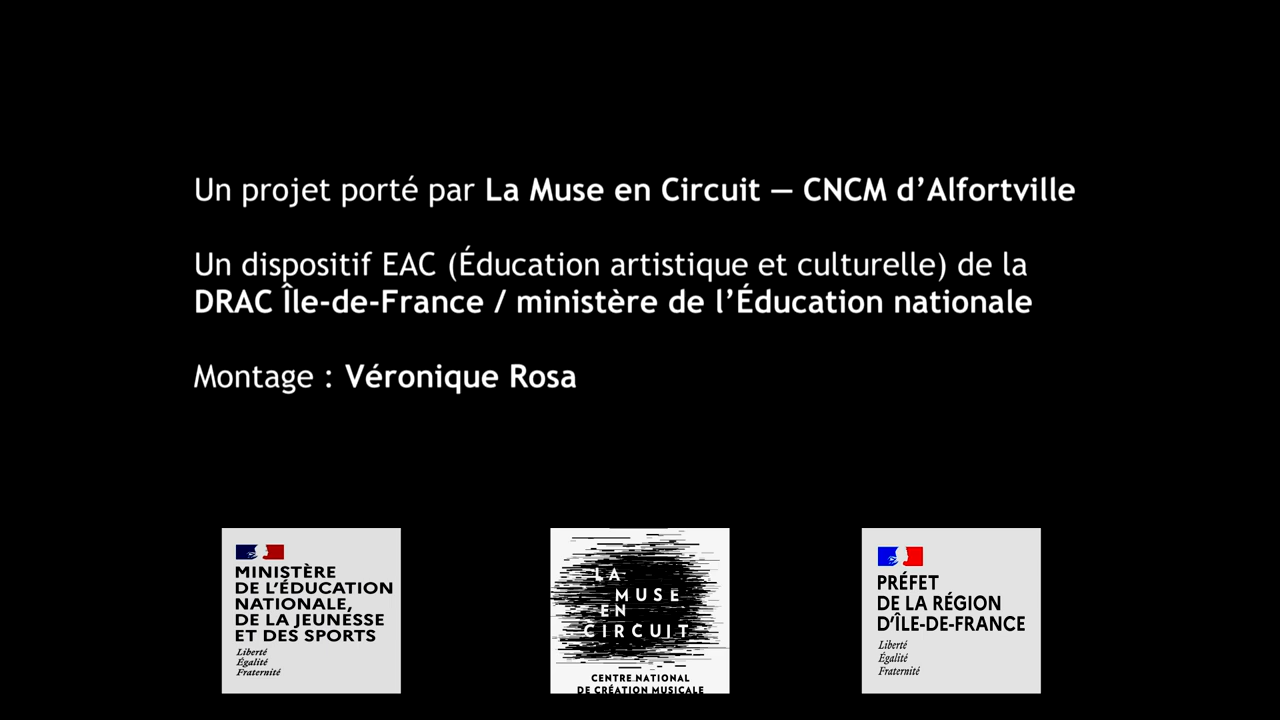 Un projet porté par La Muse en Circuit — CNCM d’Alfortville
Un dispositif EAC (Éducation artistique et culturelle) de la
DRAC Île-de-France / ministère de l’Éducation nationale
Montage : Véronique Rosa
MINISTÈRE
DE L’ÉDUCATION
NATIONALE,
DE LA JEUNESSE
ET DES SPORTS
Liberté
Égalité
Fraternité
LA
MUSE
EN
CIRCUIT
CENTRE NATIONAL
DE CRÉATION MUSICALE
PRÉFET
DE LA RÉGION
D’ÎLE-DE-FRANCE
Liberté
Égalité
Fraternité